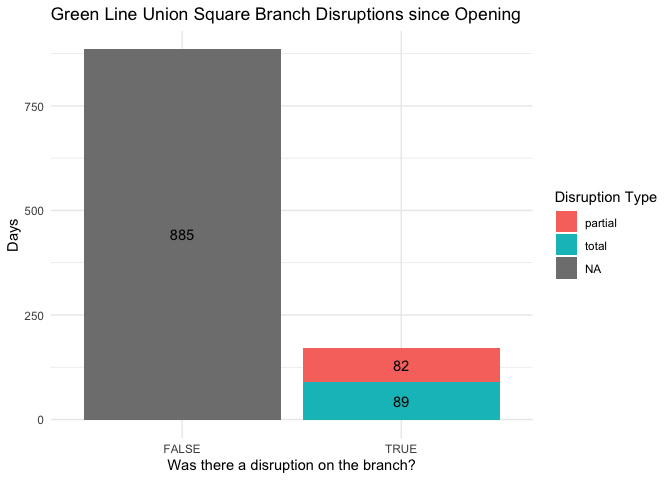 Green Line Union Square Branch Disruptions since Opening
Days
750
500
250
0
885
82
89
FALSE
TRUE
Was there a disruption on the branch?
Disruption Type
partial
total
NA